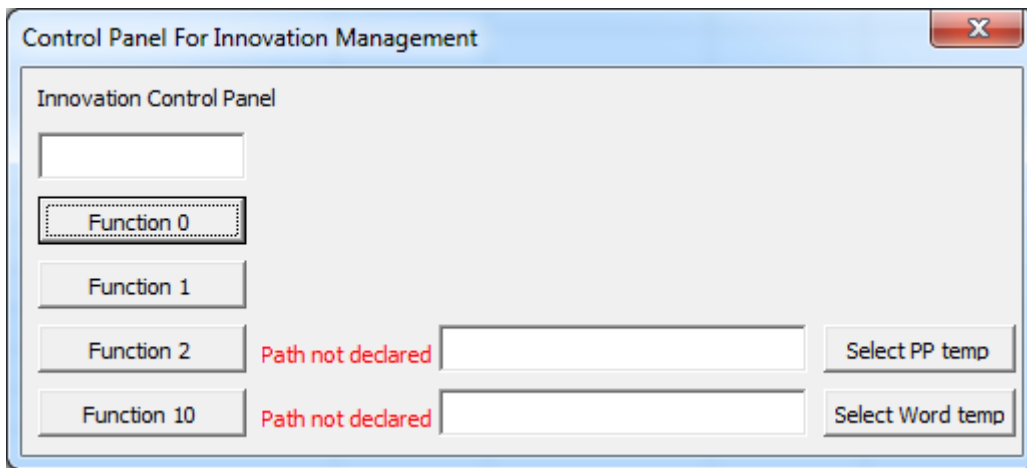 Control Panel For Innovation Management
Innovation Control Panel
Function 0
Function 1
Function 2 Path not declared Select PP temp
Function 10 Path not declared Select Word temp